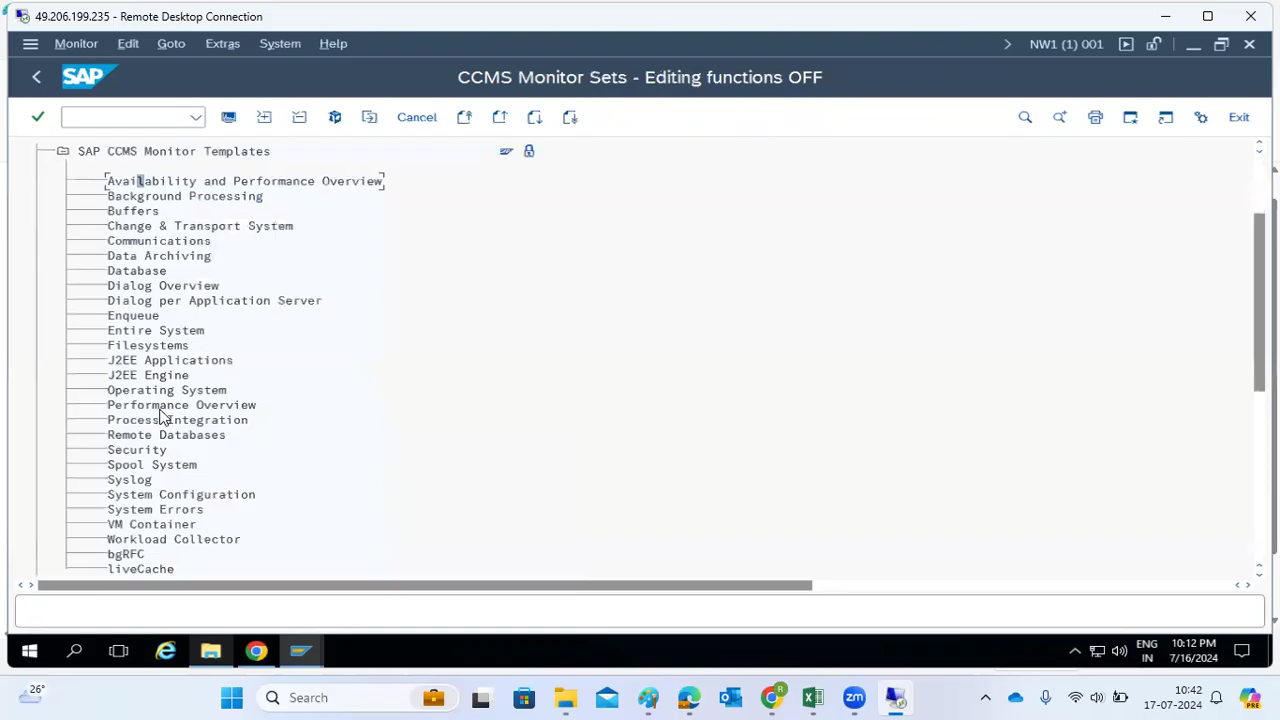 49.206.199.235 - Remote Desktop Connection
Monitor Edit Goto Extras System Help NW1 (1) 001
SAP CCMS Monitor Sets - Editing functions OFF
Cancel Exit
SAP CCMS Monitor Templates
Availability and Performance Overview
Background Processing
Buffers
Change & Transport System
Communications
Data Archiving
Database
Dialog Overview
Dialog per Application Server
Enqueue
Entire System
Filesystems
J2EE Applications
J2EE Engine
Operating System
Performance Overview
Process Integration
Remote Databases
Security
Spool System
Syslog
System Configuration
System Errors
VM Container
Workload Collector
bgRFC
liveCache
ENG 10:12 PM
IN 7/16/2024
26° Search 10:42
17-07-2024